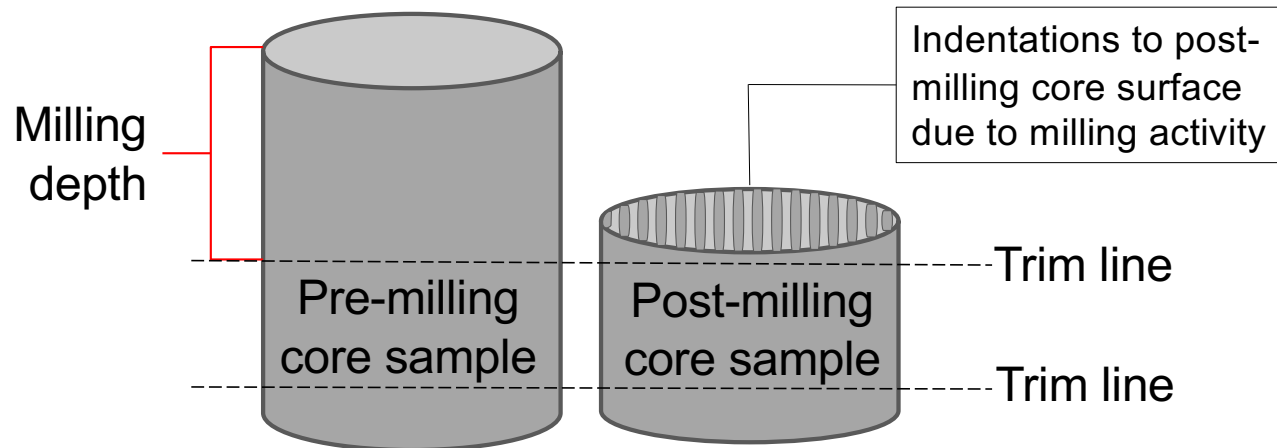 Milling
depth
Pre-milling
core sample
Post-milling
core sample
Indentations to post-
milling core surface
due to milling activity
Trim line
Trim line